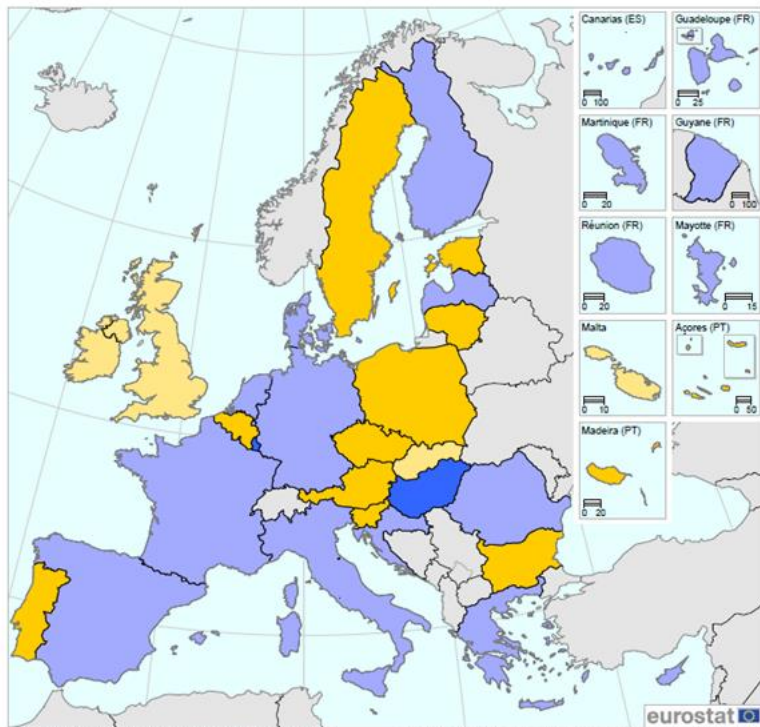 Canarias (ES)
0 100
Guadeloupe (FR)
0 25
Martinique (FR)
0 20
Guyane (FR)
0 100
Réunion (FR)
0 20
Mayotte (FR)
0 15
Malta
0 10
Açores (PT)
0 50
Madeira (PT)
0 20
eurostat